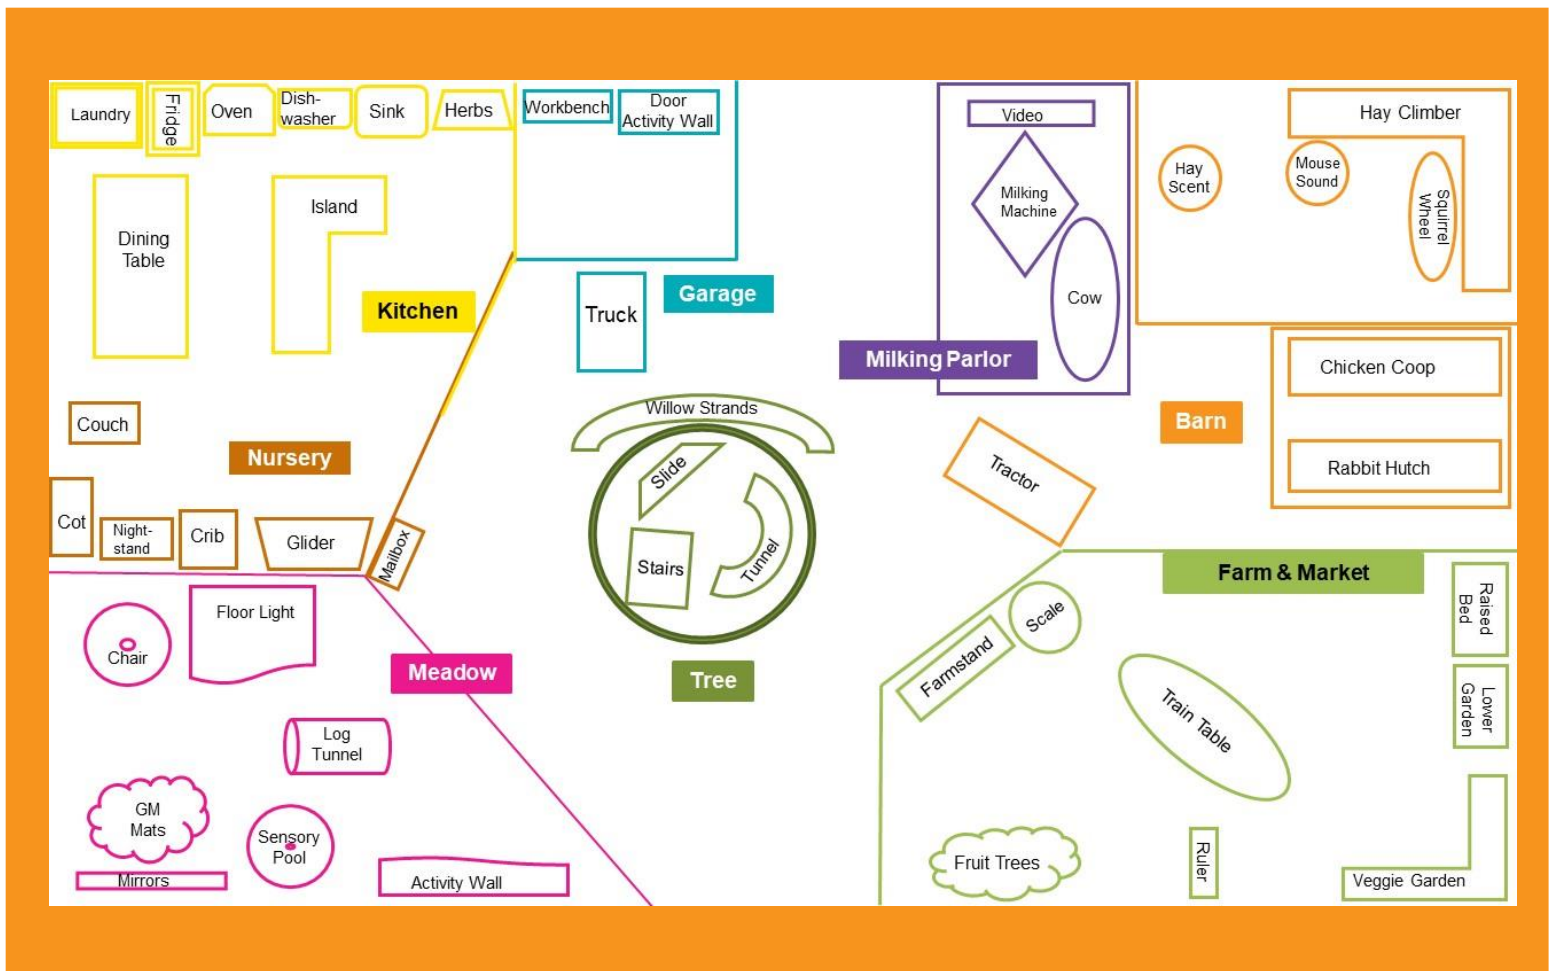 Laundry
Fridge
Oven
Dish-
washer
Sink
Herbs
Dining
Table
Island
Kitchen
Workbench
Door
Activity Wall
Garage
Truck
Video
Milking
Machine
Cow
Milking Parlor
Hay Climber
Hay
Scent
Mouse
Sound
Squirrel
Wheel
Chicken Coop
Rabbit Hutch
Barn
Tractor
Couch
Nursery
Cot
Night-
stand
Crib
Glider
Mailbox
Willow Strands
Slide
Stairs
Tunnel
Tree
Chair
Floor Light
Meadow
Log
Tunnel
GM
Mats
Mirrors
Sensory
Pool
Activity Wall
Farm & Market
Scale
Farmstand
Raised
Bed
Lower
Garden
Train Table
Fruit Trees
Ruler
Veggie Garden